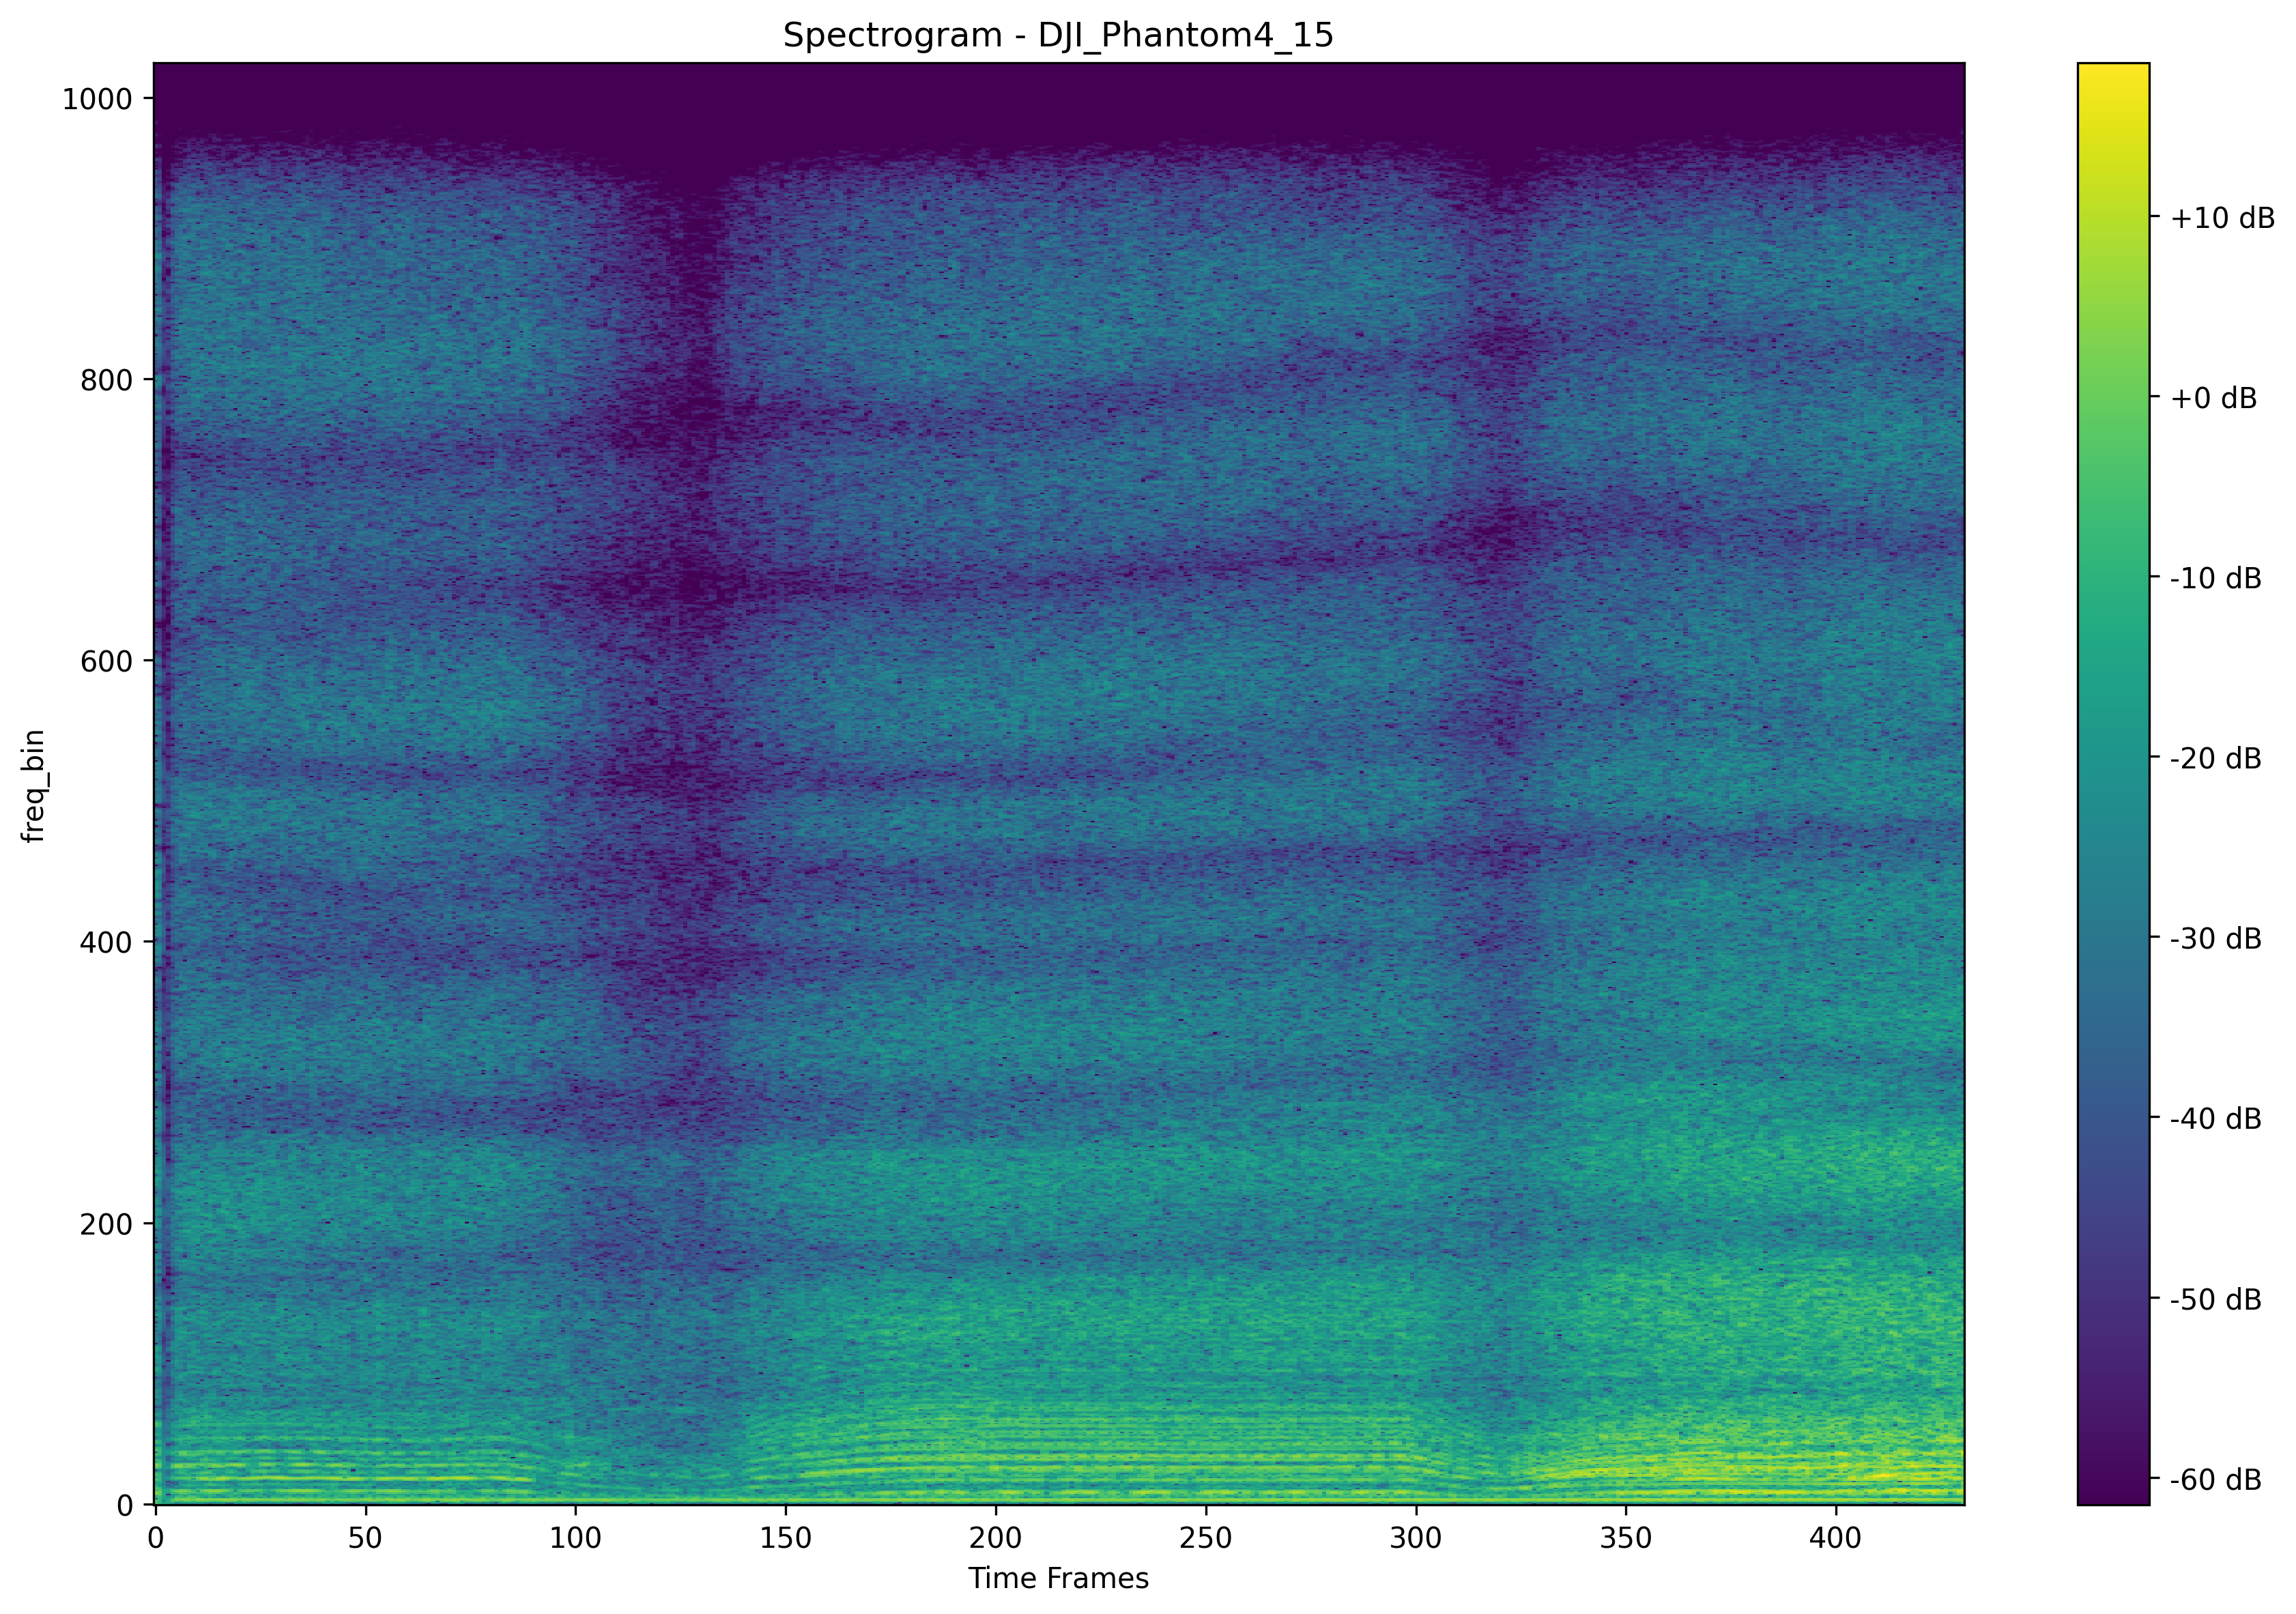 Spectrogram - DJI_Phantom4_15
1000
800
600
400
200
0
freq_bin
0 50 100 150 200 250 300 350 400
Time Frames
+10 dB
+0 dB
-10 dB
-20 dB
-30 dB
-40 dB
-50 dB
-60 dB